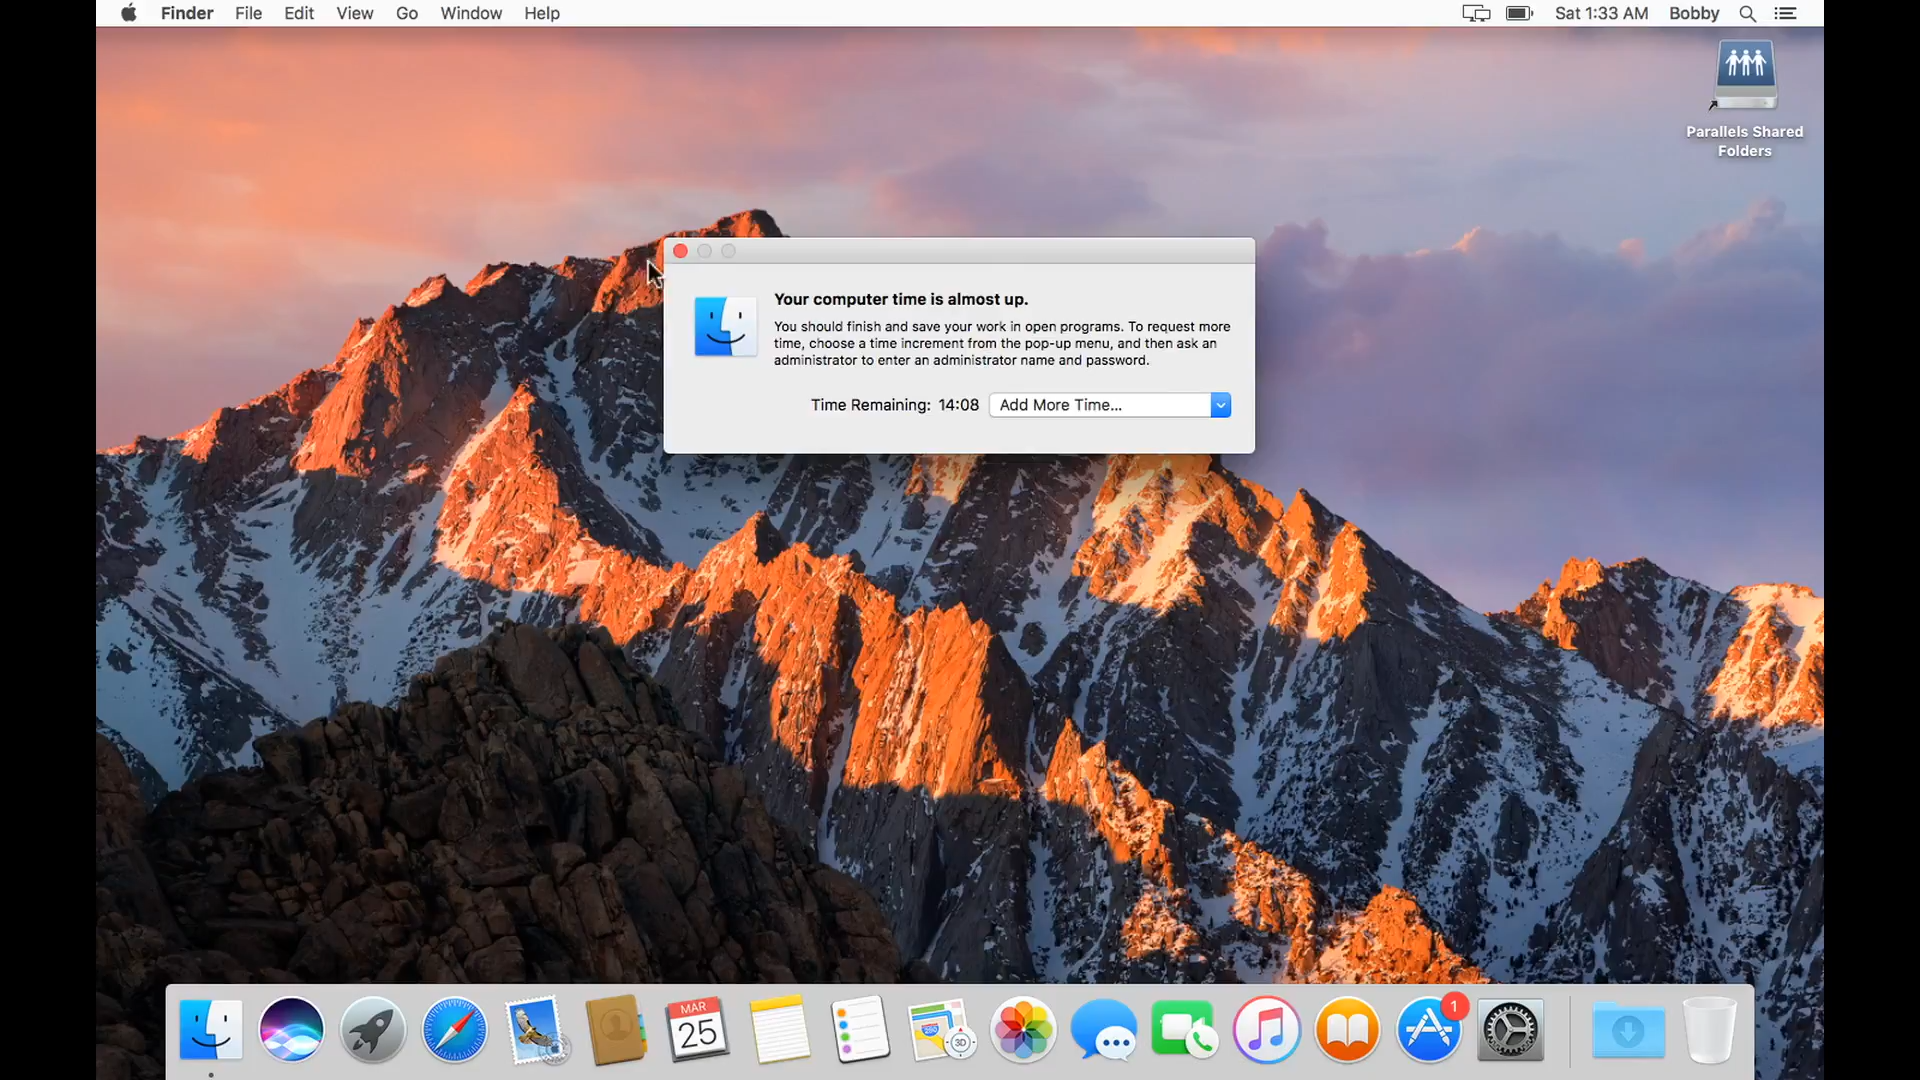 Finder File Edit View Go Window Help Sat 1:33 AM Bobby
Parallels Shared
Folders
Your computer time is almost up.
You should finish and save your work in open programs. To request more
time, choose a time increment from the pop-up menu, and then ask an
administrator to enter an administrator name and password.
Time Remaining: 14:08 Add More Time...
MAR
25
280
3D
1